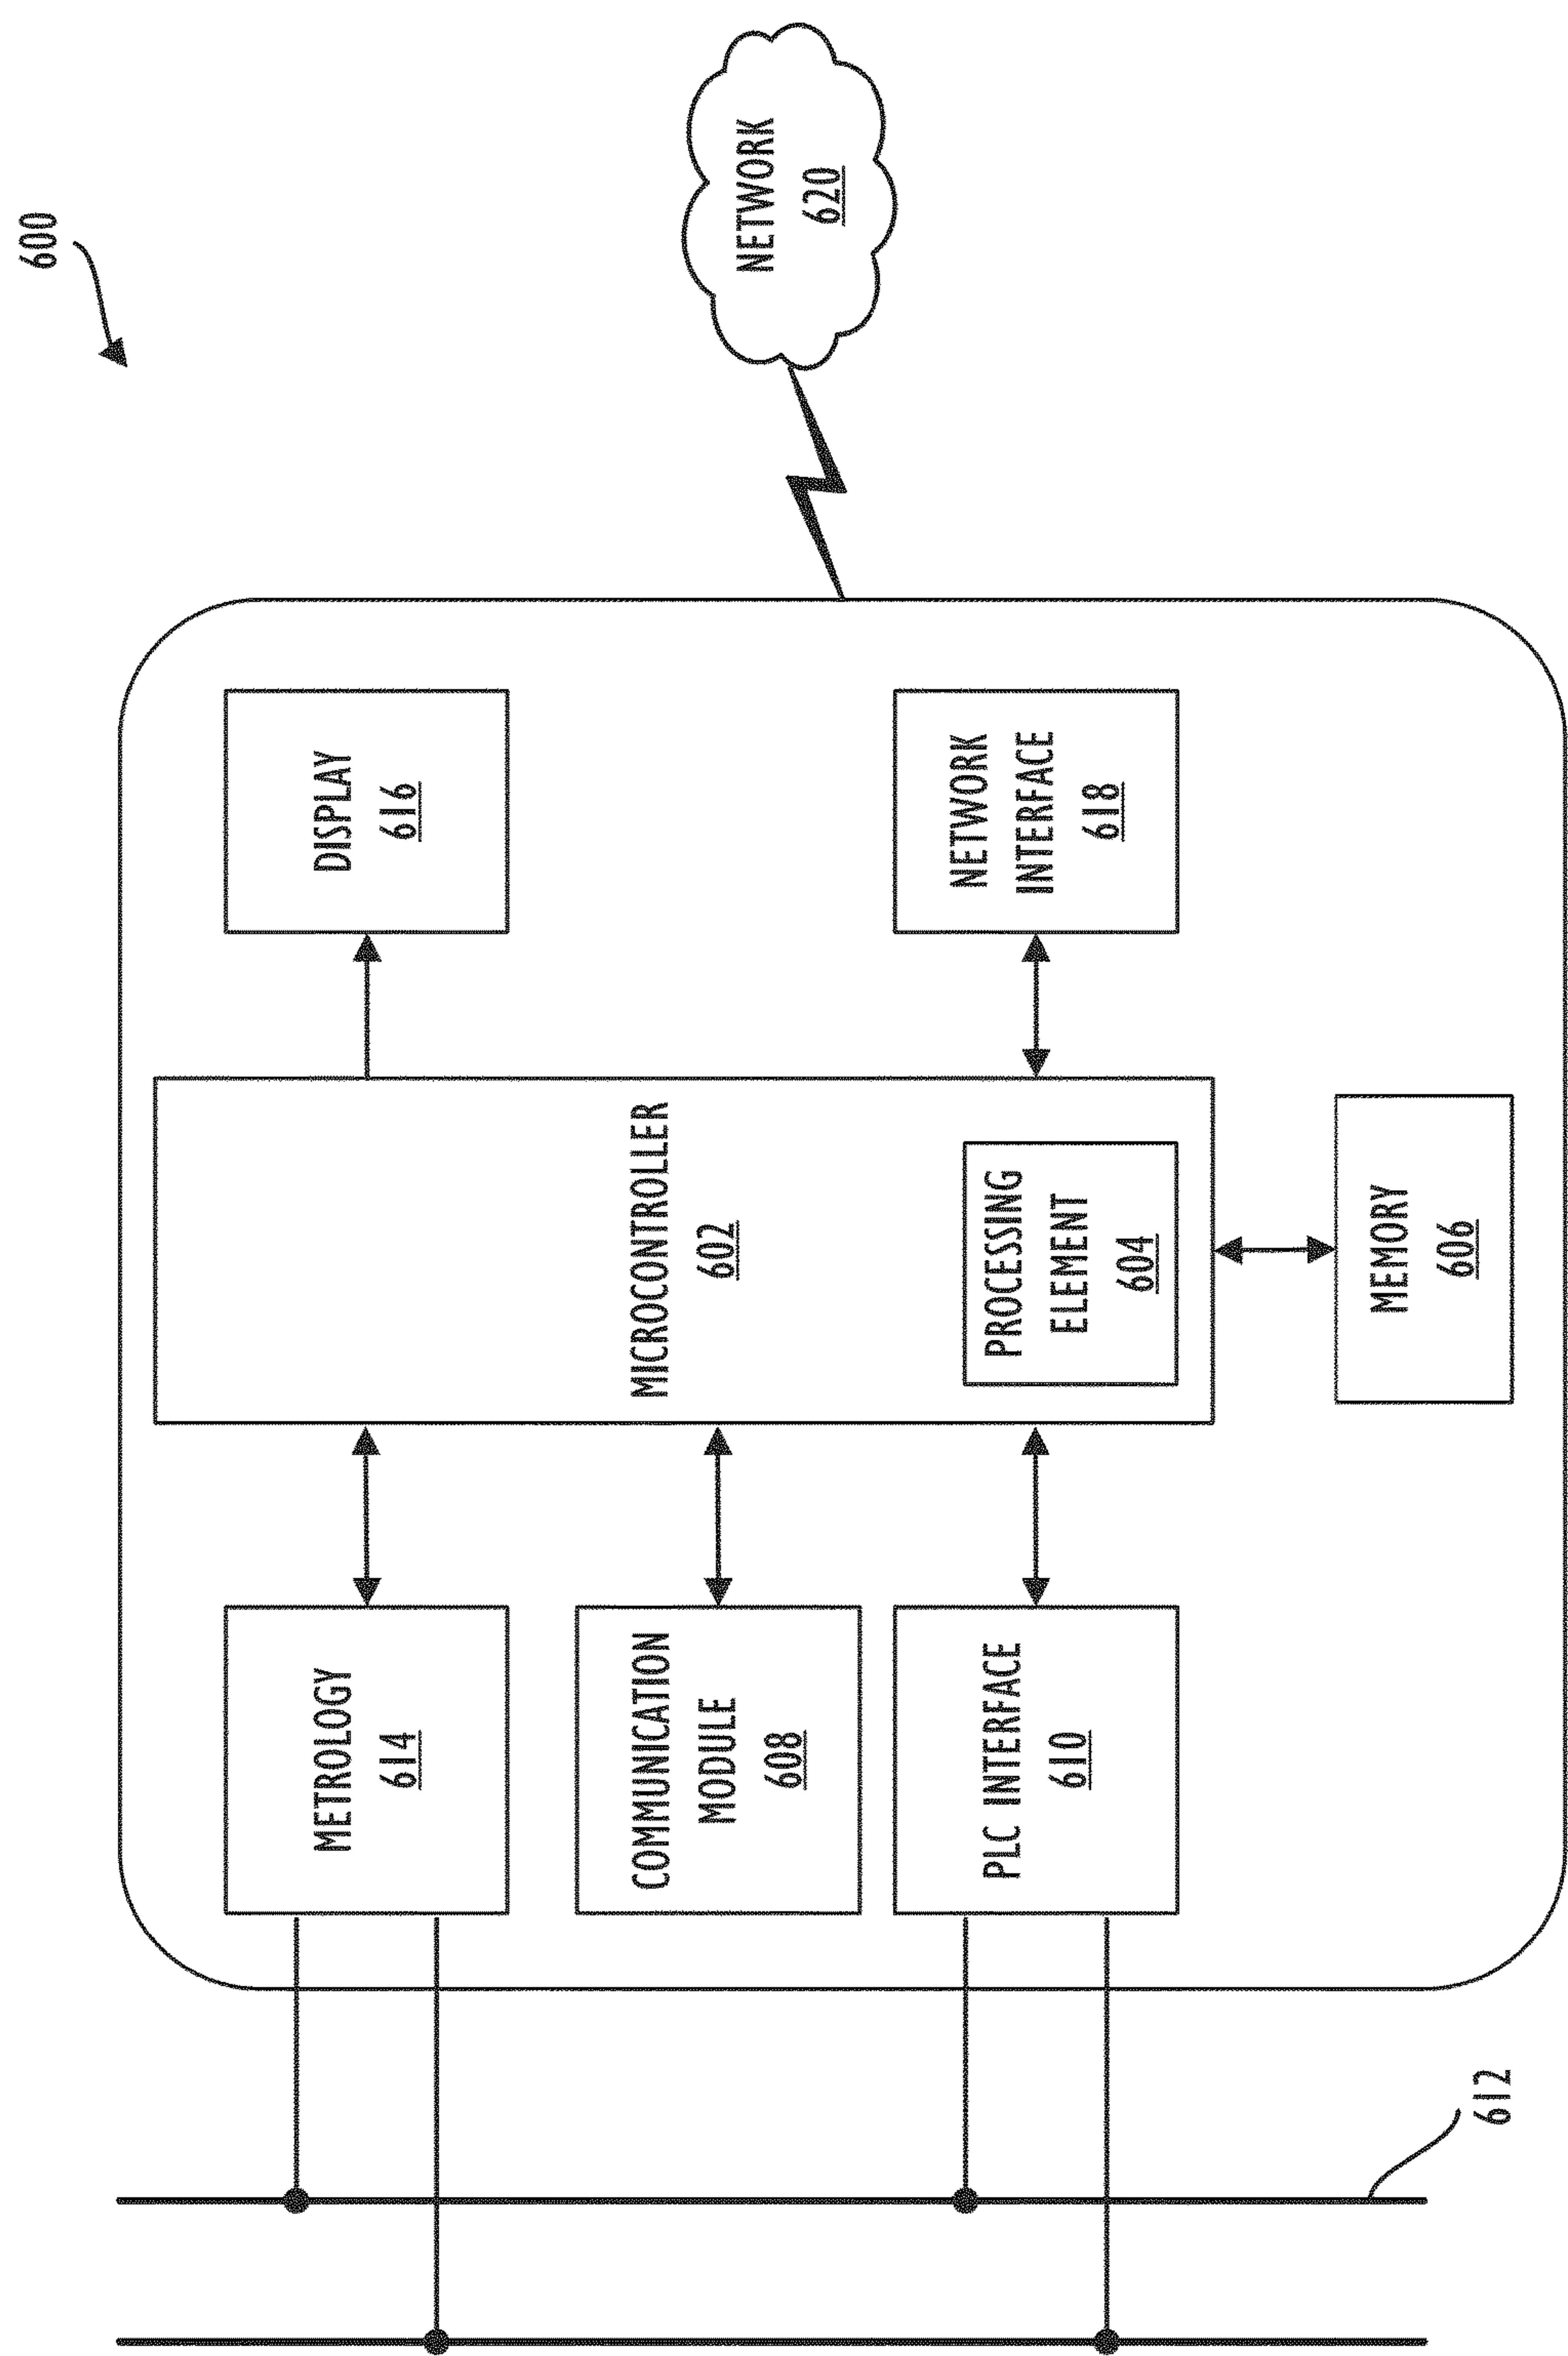 600
NETWORK
620
DISPLAY
616
NETWORK
INTERFACE
618
MICROCONTROLLER
602
PROCESSING
ELEMENT
604
MEMORY
606
METROLOGY
614
COMMUNICATION
MODULE
608
PLC INTERFACE
610
612